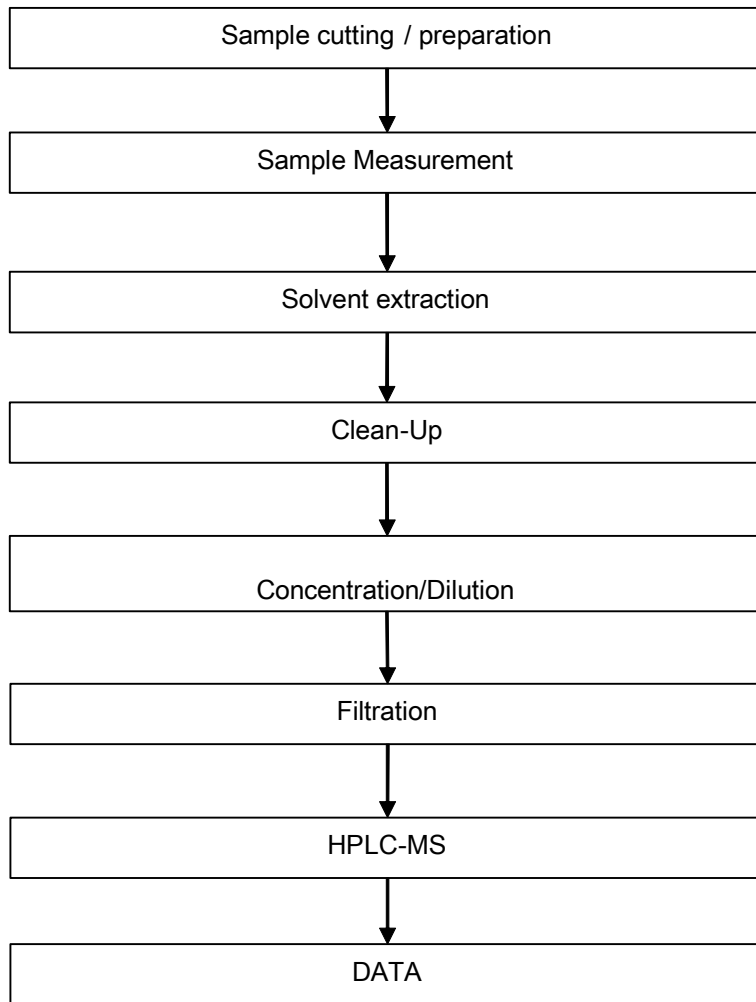 Sample cutting / preparation
Sample Measurement
Solvent extraction
Clean-Up
Concentration/Dilution
Filtration
HPLC-MS
DATA